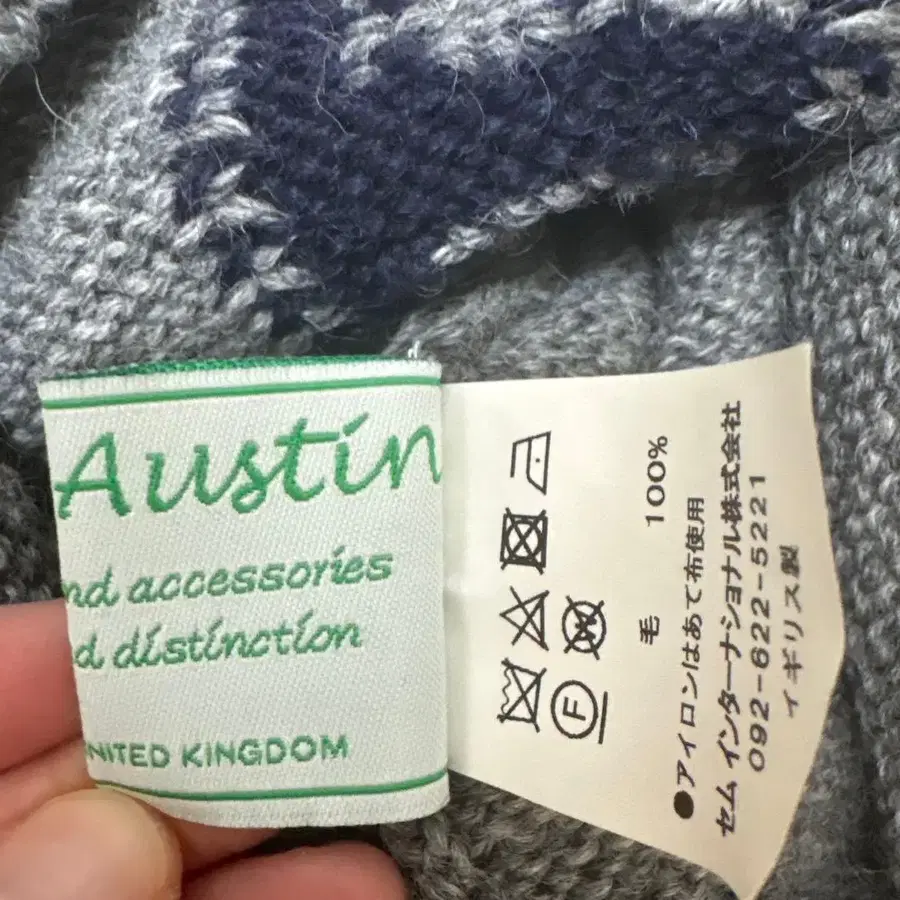 Austin
nd accessories
d distinction
UNITED KINGDOM
毛 100%
●アイロンはあて布使用
セム インターナショナル株式会社
092-622-5221
イギリス製
F
W